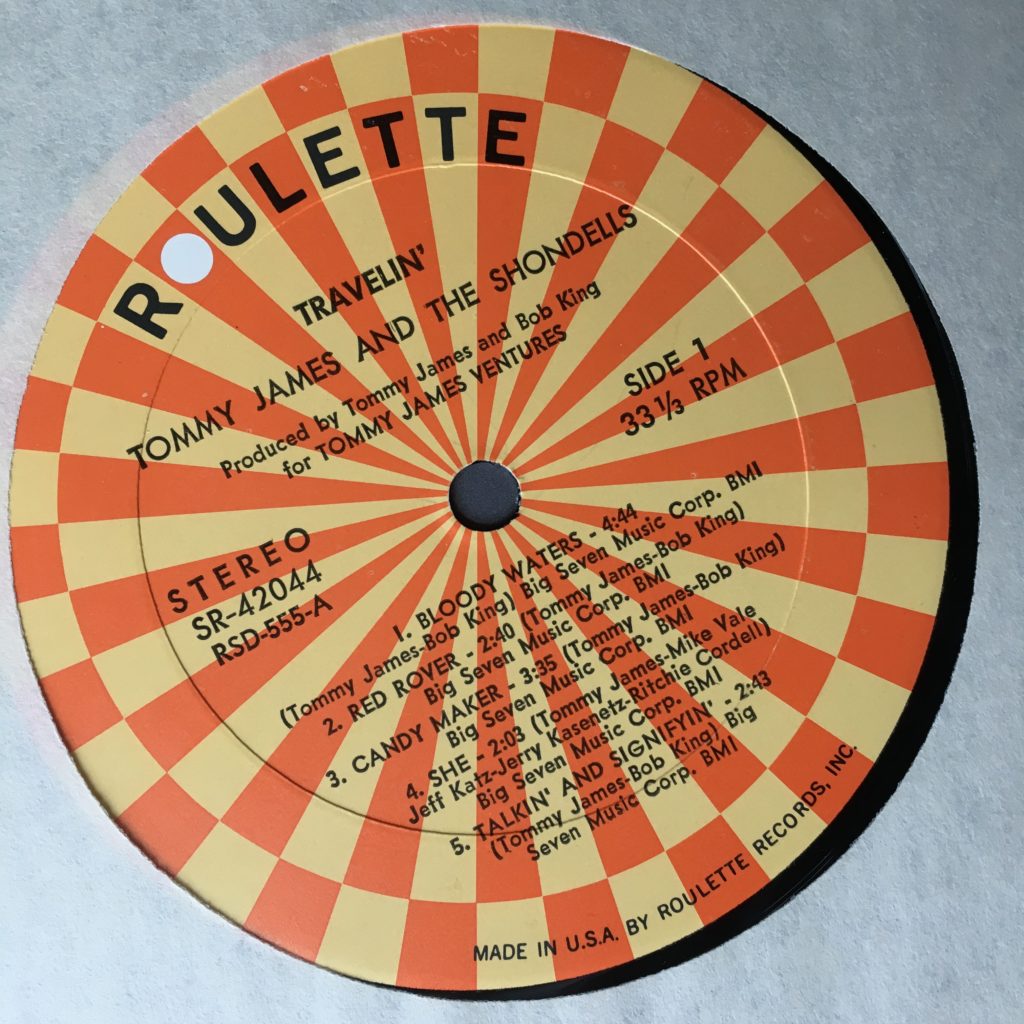 ROULETTE
TRAVELIN'
TOMMY JAMES AND THE SHONDELLS
Produced by Tommy James and Bob King
for TOMMY JAMES VENTURES
SIDE 1
33⅓ RPM
STEREO
SR-42044
RSD-555-A
1. BLOODY WATERS - 4:44
(Tommy James-Bob King) Big Seven Music Corp. BMI
2. RED ROVER - 2:40 (Tommy James-Bob King)
Big Seven Music Corp. BMI
3. CANDY MAKER - 3:35 (Tommy James-Bob King)
Big Seven Music Corp. BMI
4. SHE - 2:03 (Tommy James-Mike Vale
Jeff Katz-Jerry Kasenetz-Ritchie Cordell)
Big Seven Music Corp. BMI
5. TALKIN' AND SIGNIFYIN' - 2:43
(Tommy James-Bob King) Big
Seven Music Corp. BMI
MADE IN U.S.A. BY ROULETTE RECORDS, INC.